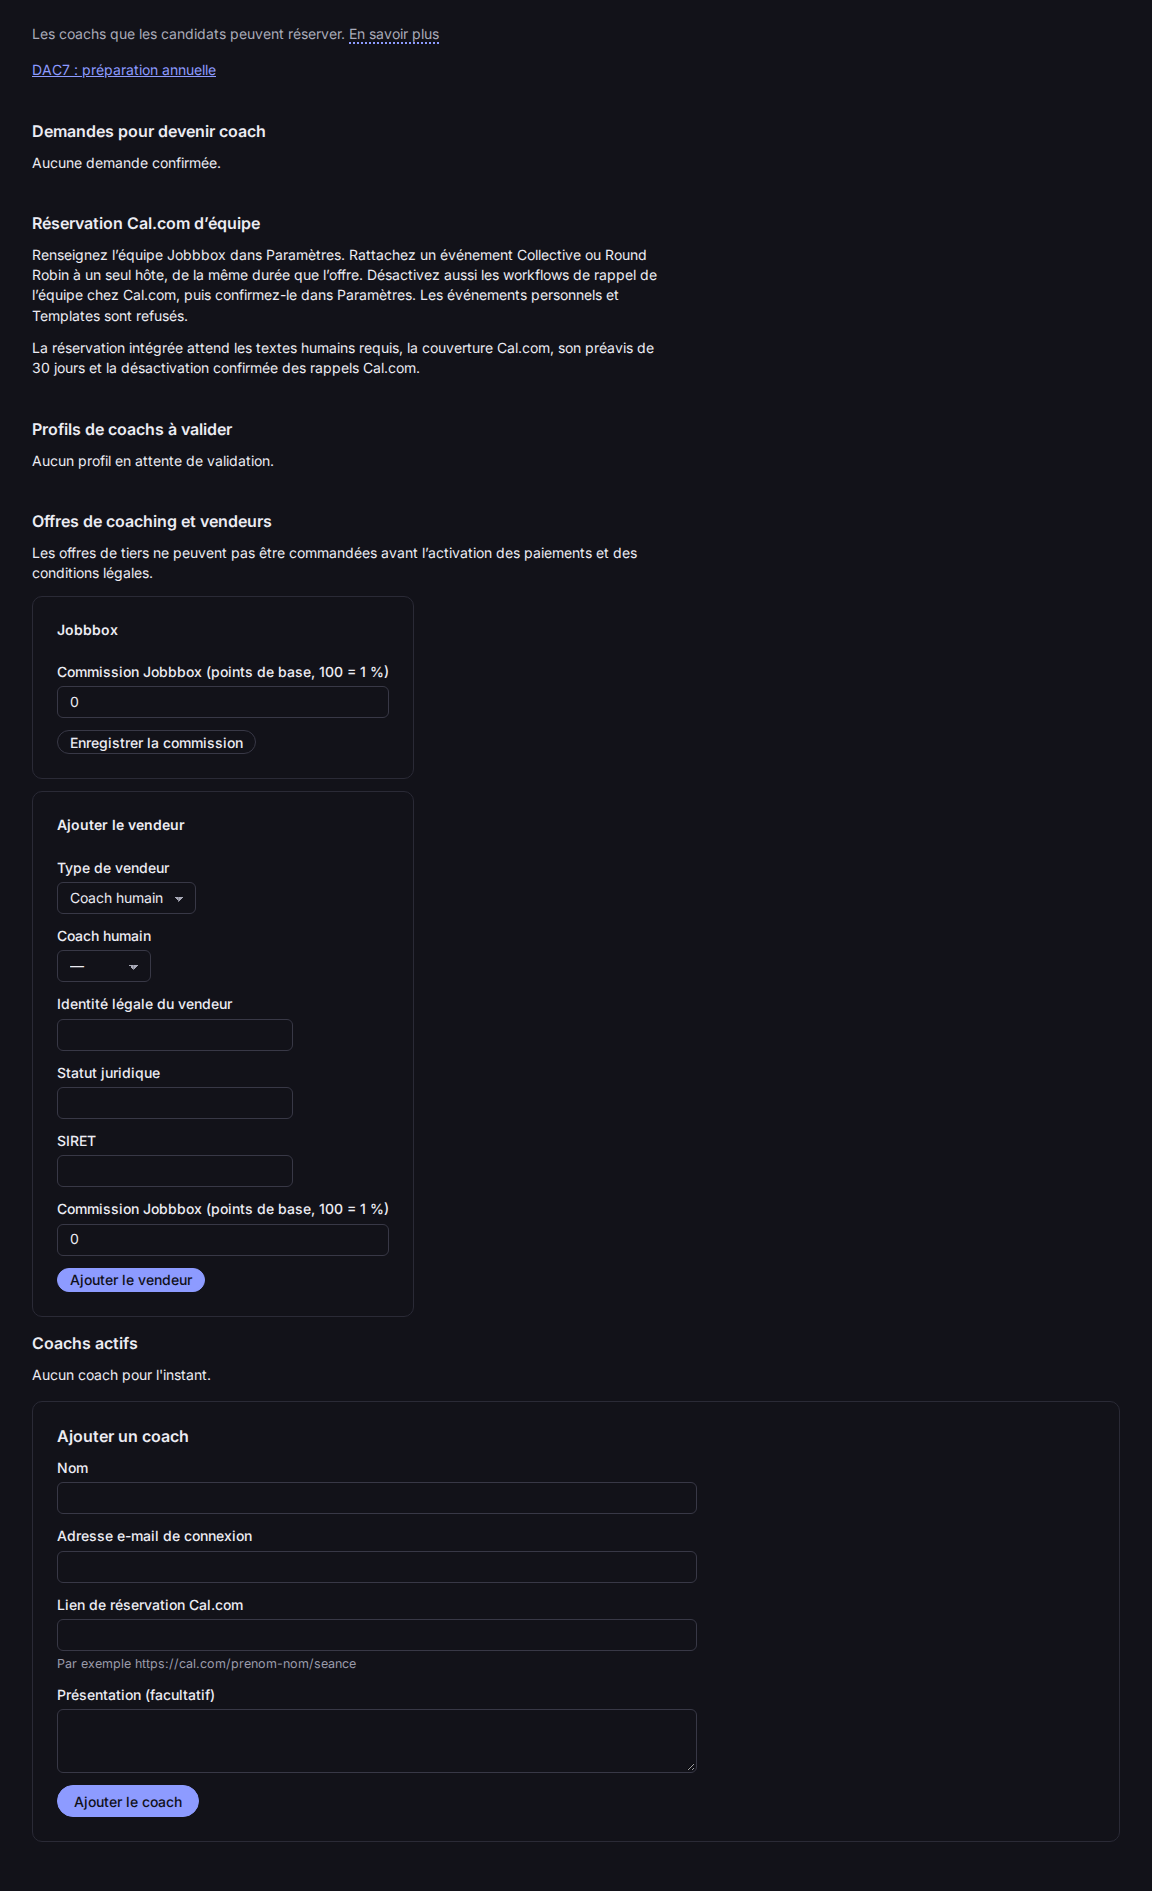 Les coachs que les candidats peuvent réserver. En savoir plus
DAC7 : préparation annuelle
Demandes pour devenir coach
Aucune demande confirmée.
Réservation Cal.com d’équipe
Renseignez l’équipe Jobbbox dans Paramètres. Rattachez un événement Collective ou Round
Robin à un seul hôte, de la même durée que l’offre. Désactivez aussi les workflows de rappel de
l’équipe chez Cal.com, puis confirmez-le dans Paramètres. Les événements personnels et
Templates sont refusés.
La réservation intégrée attend les textes humains requis, la couverture Cal.com, son préavis de
30 jours et la désactivation confirmée des rappels Cal.com.
Profils de coachs à valider
Aucun profil en attente de validation.
Offres de coaching et vendeurs
Les offres de tiers ne peuvent pas être commandées avant l’activation des paiements et des
conditions légales.
Jobbbox
Commission Jobbbox (points de base, 100 = 1 %)
0
Enregistrer la commission
Ajouter le vendeur
Type de vendeur
Coach humain
Coach humain
—
Identité légale du vendeur
Statut juridique
SIRET
Commission Jobbbox (points de base, 100 = 1 %)
0
Ajouter le vendeur
Coachs actifs
Aucun coach pour l'instant.
Ajouter un coach
Nom
Adresse e-mail de connexion
Lien de réservation Cal.com
Par exemple https://cal.com/prenom-nom/seance
Présentation (facultatif)
Ajouter le coach